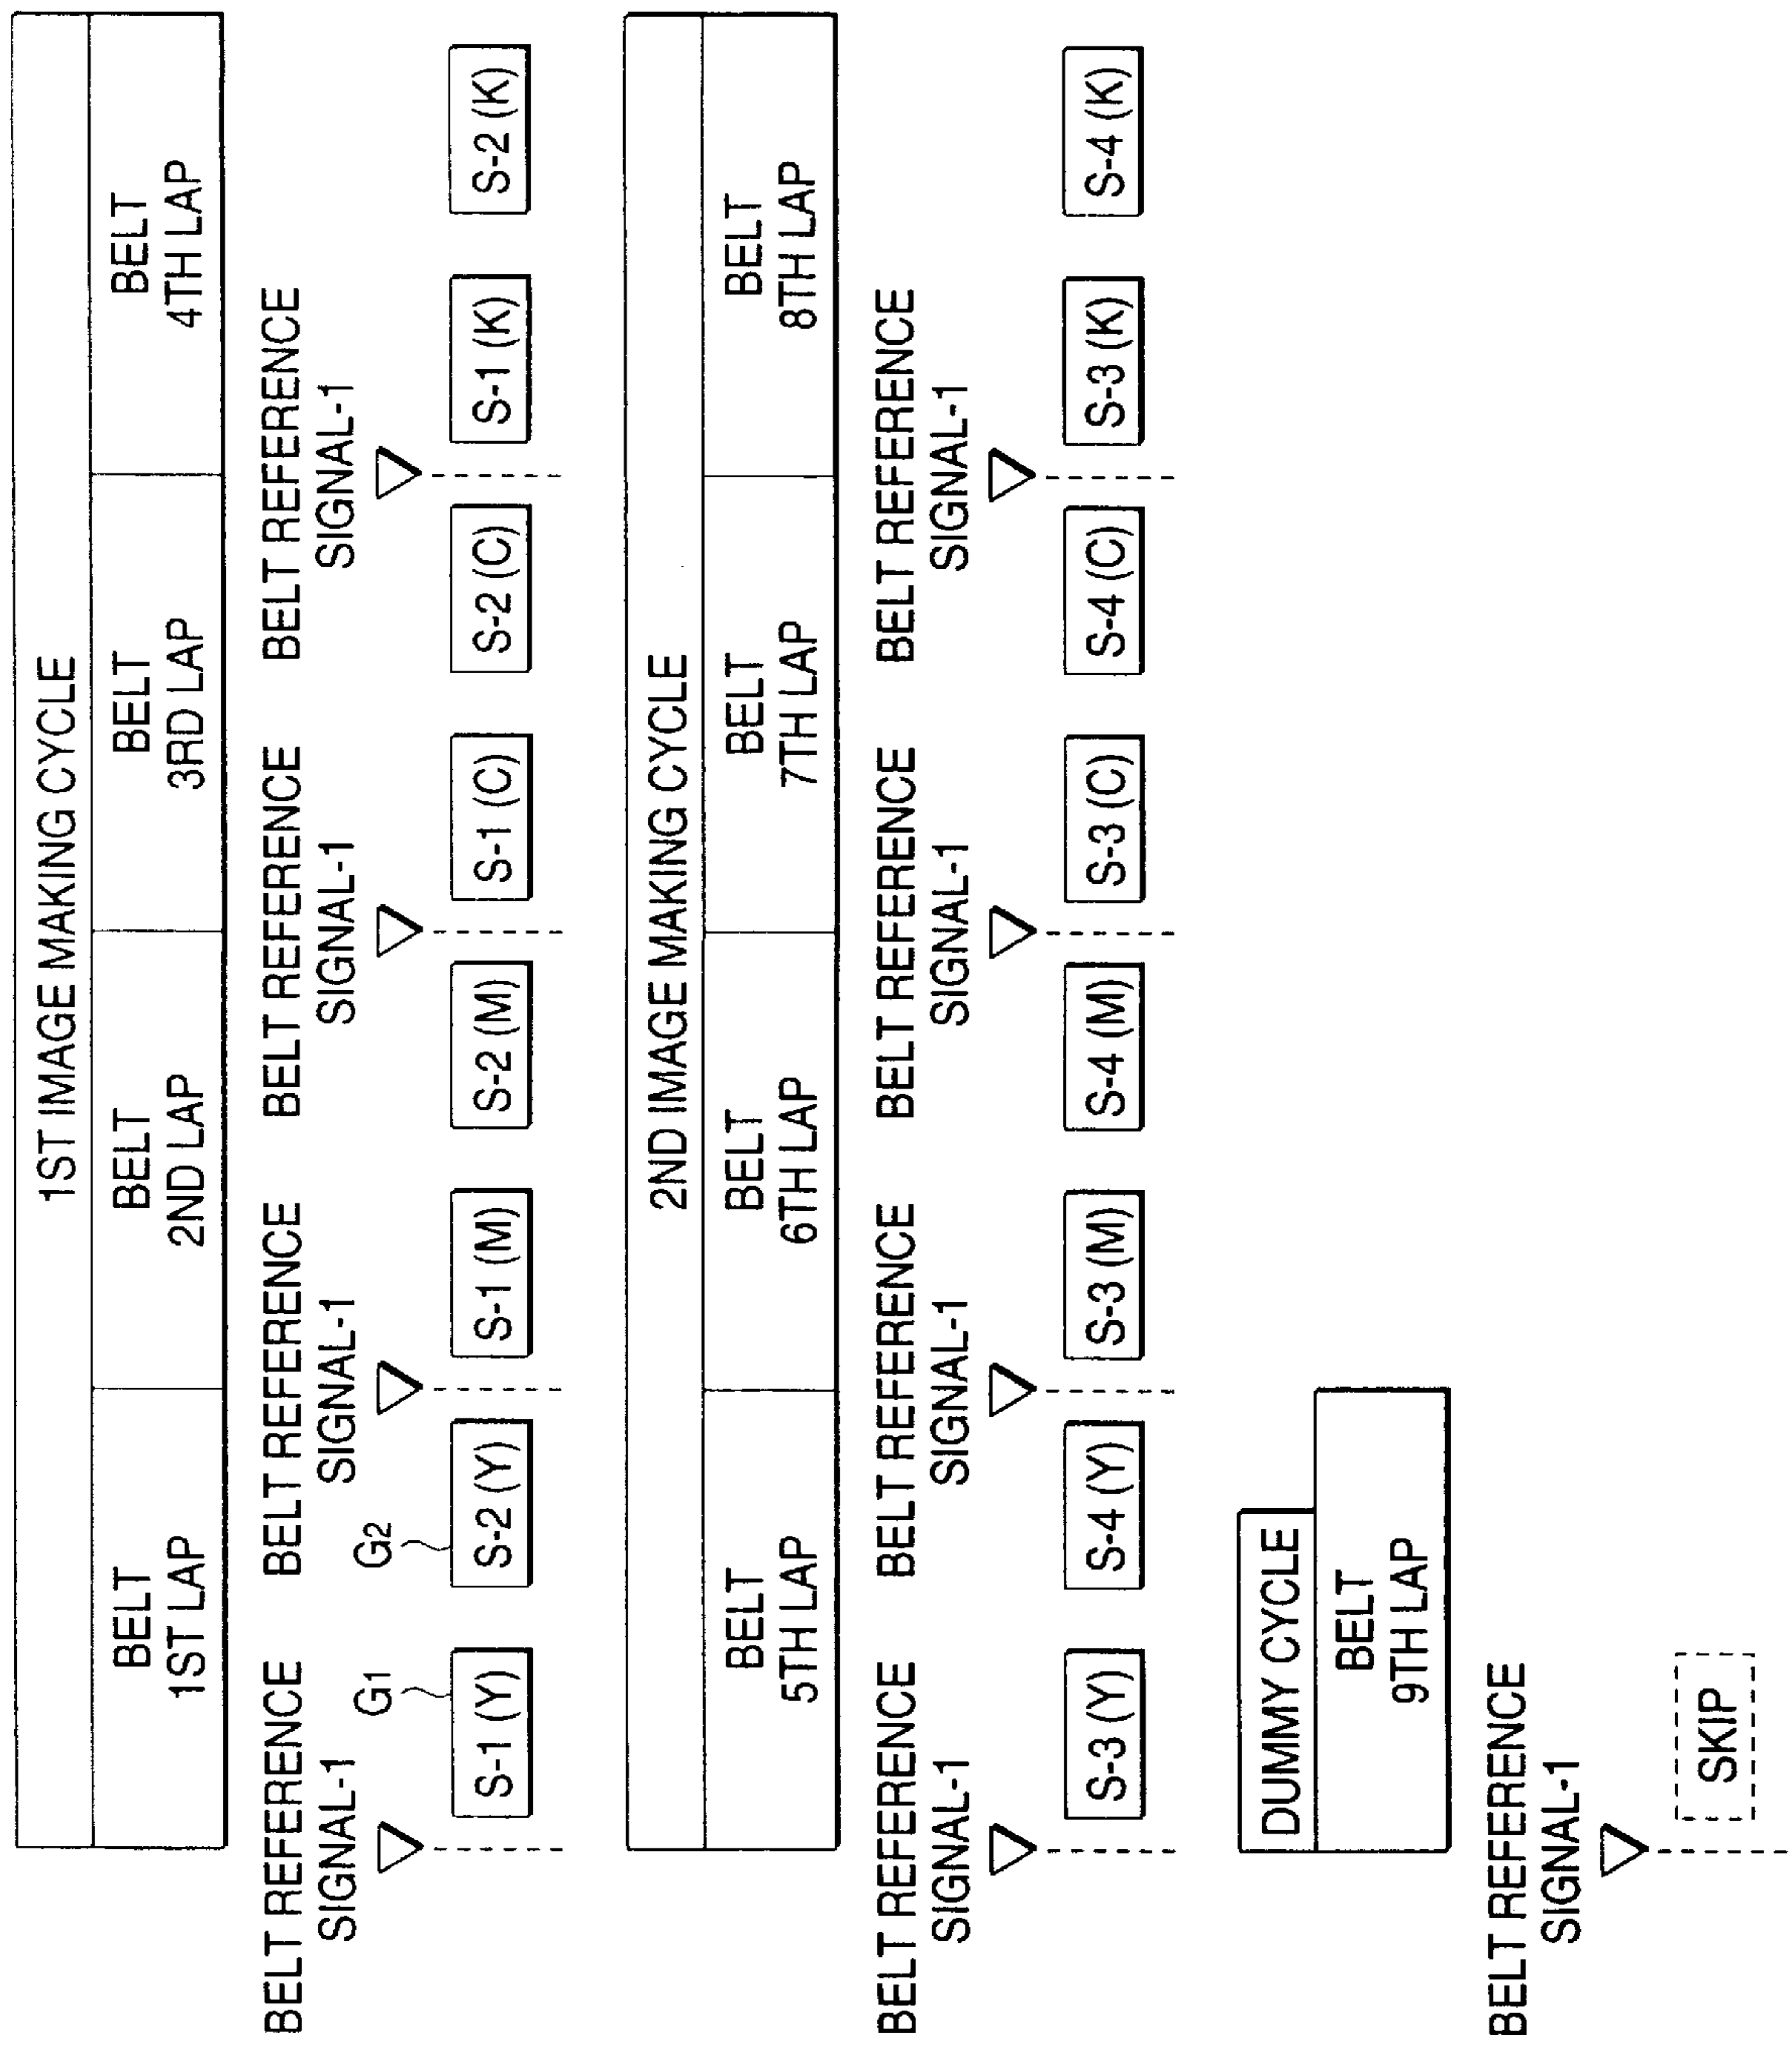 1ST IMAGE MAKING CYCLE
BELT
1ST LAP
BELT
2ND LAP
BELT
3RD LAP
BELT
4TH LAP
BELT REFERENCE
SIGNAL-1
BELT REFERENCE
SIGNAL-1
BELT REFERENCE
SIGNAL-1
BELT REFERENCE
SIGNAL-1
G1
G2
S-1 (Y)
S-2 (Y)
S-1 (M)
S-2 (M)
S-1 (C)
S-2 (C)
S-1 (K)
S-2 (K)
2ND IMAGE MAKING CYCLE
BELT
5TH LAP
BELT
6TH LAP
BELT
7TH LAP
BELT
8TH LAP
BELT REFERENCE
SIGNAL-1
BELT REFERENCE
SIGNAL-1
BELT REFERENCE
SIGNAL-1
BELT REFERENCE
SIGNAL-1
S-3 (Y)
S-4 (Y)
S-3 (M)
S-4 (M)
S-3 (C)
S-4 (C)
S-3 (K)
S-4 (K)
DUMMY CYCLE
BELT
9TH LAP
BELT REFERENCE
SIGNAL-1
SKIP